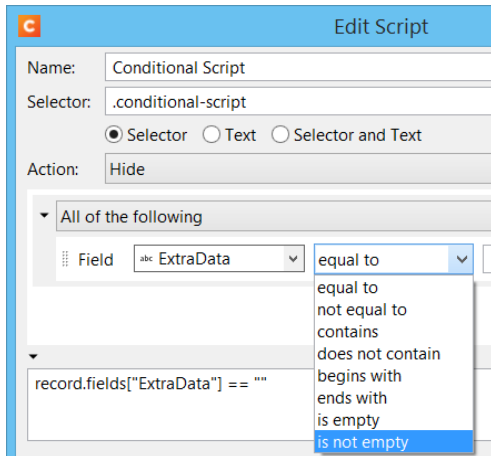 C Edit Script
Name: Conditional Script
Selector: .conditional-script
Selector Text Selector and Text
Action: Hide
All of the following
Field abc ExtraData equal to
equal to
not equal to
contains
does not contain
begins with
ends with
is empty
is not empty
record.fields["ExtraData"] == ""